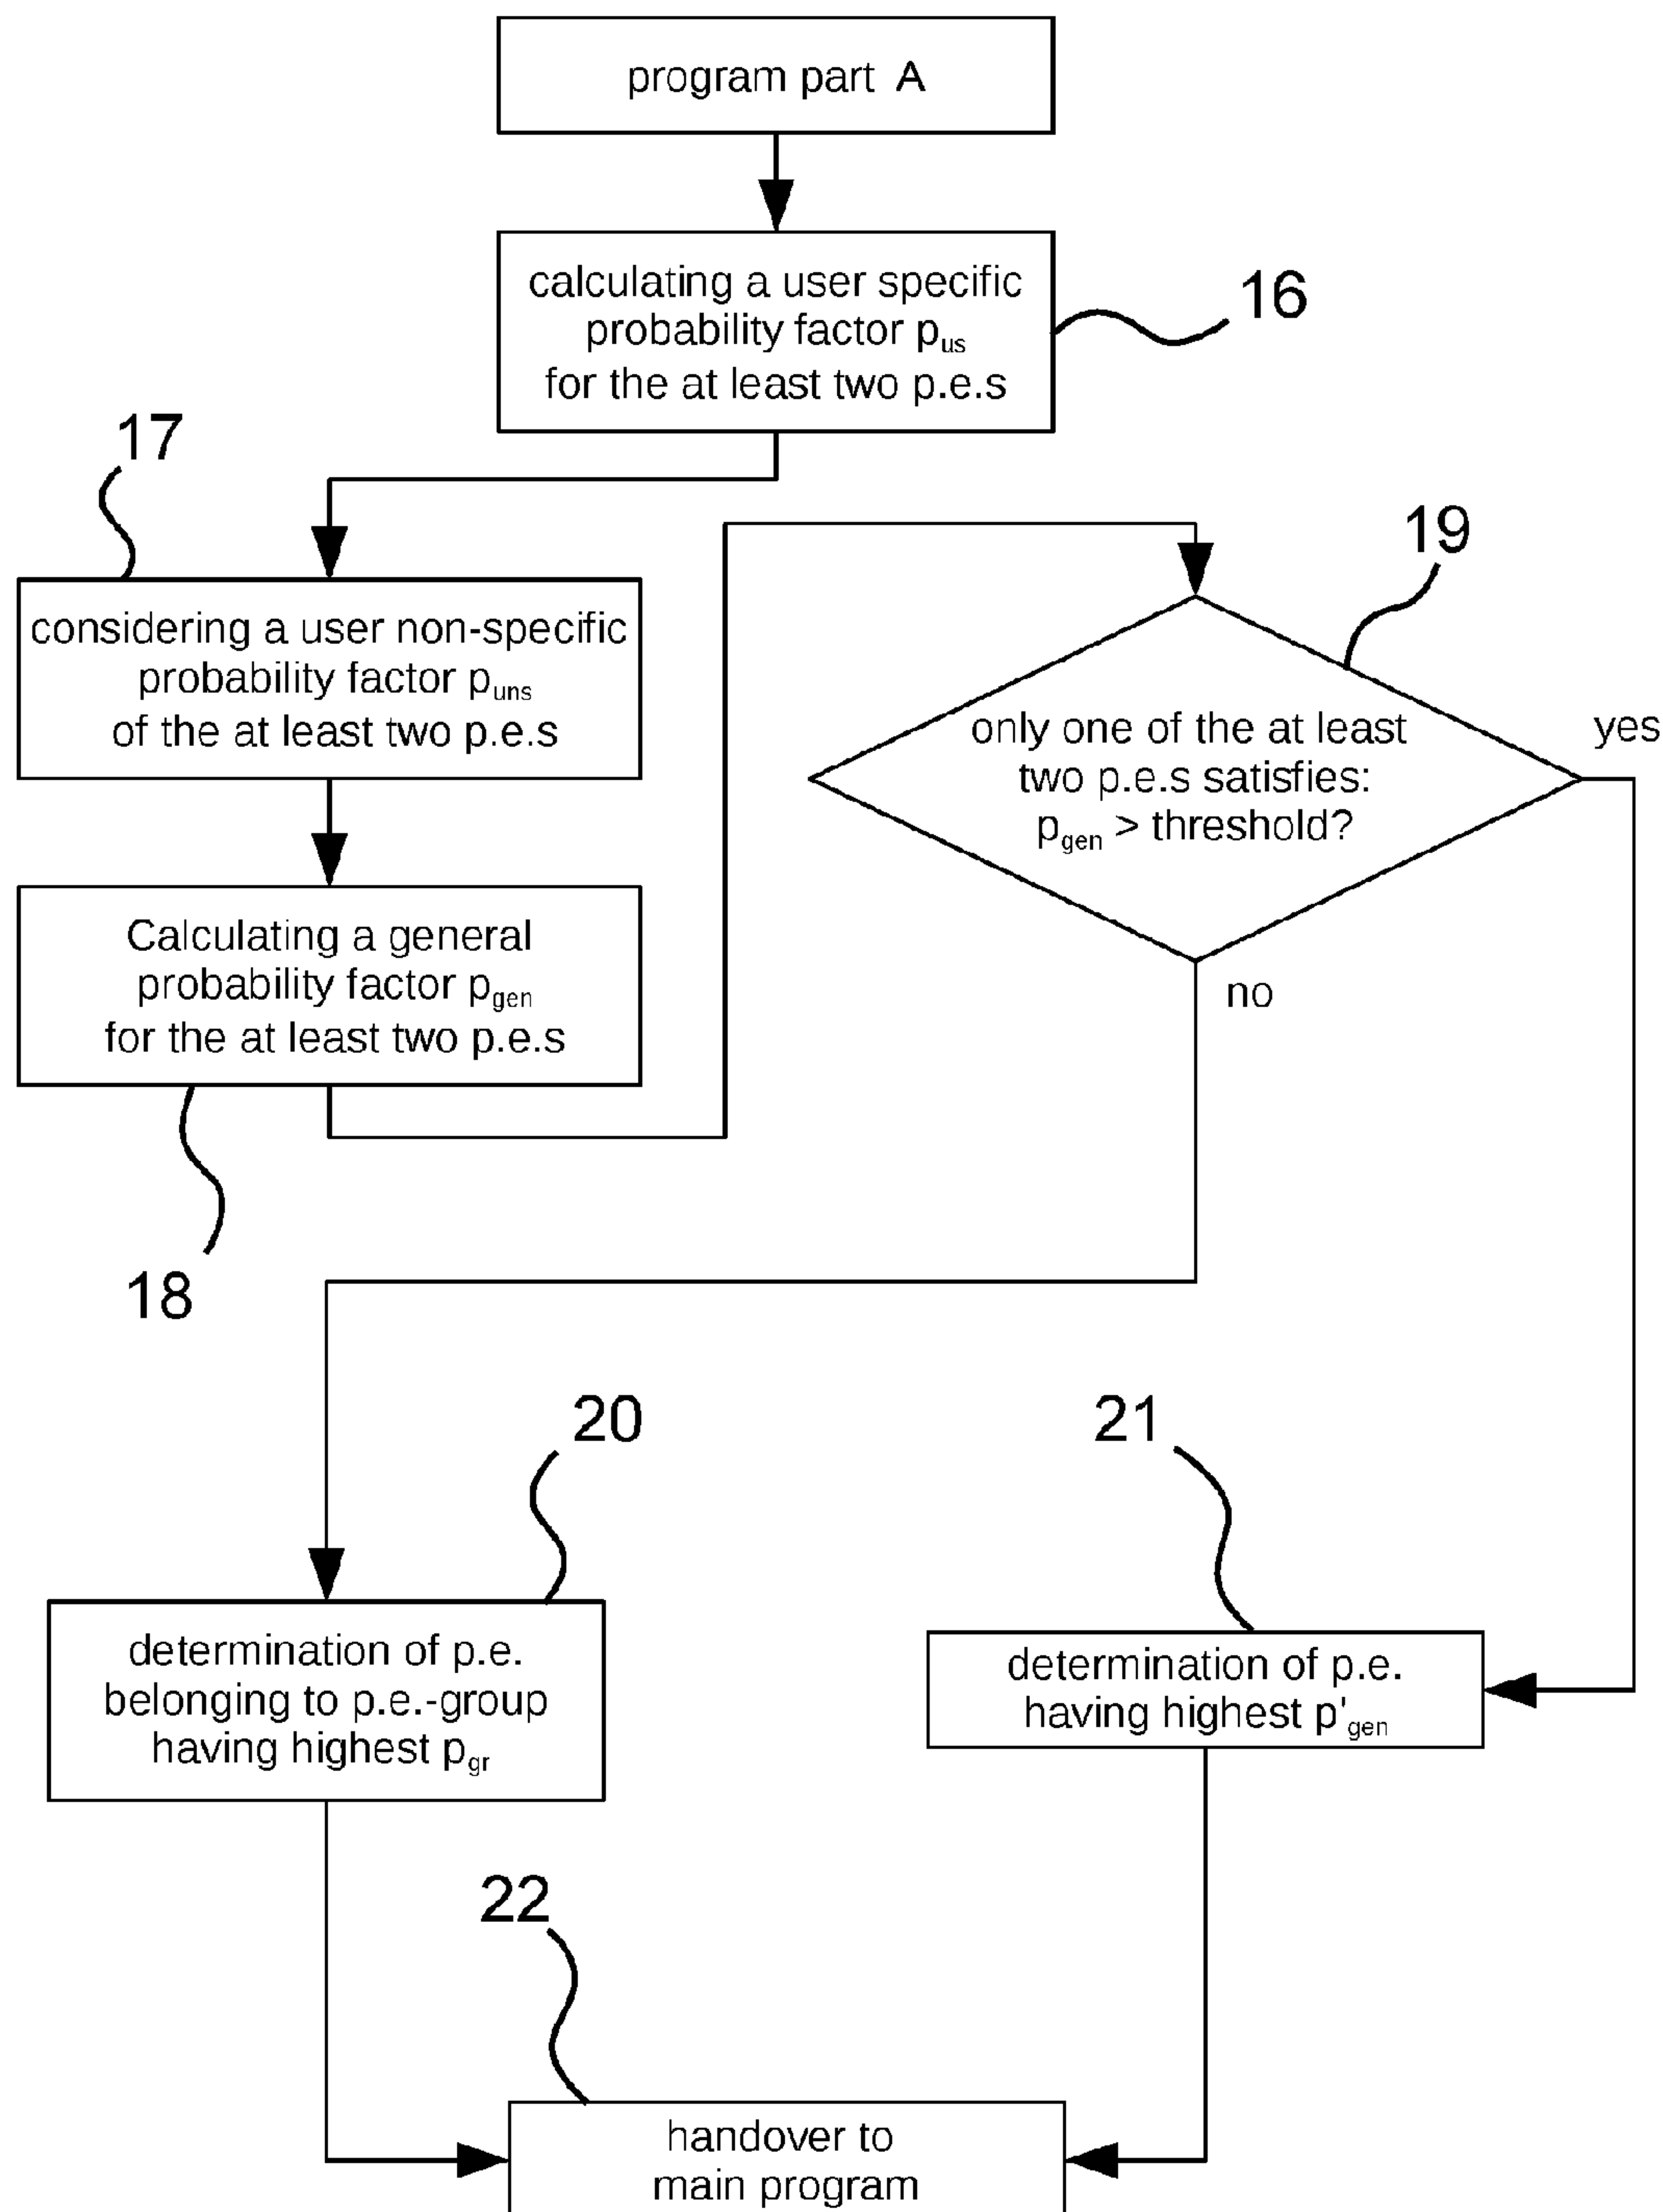 program part A
calculating a user specific
probability factor pus
for the at least two p.e.s
16
17
considering a user non-specific
probability factor puns
of the at least two p.e.s
Calculating a general
probability factor pgen
for the at least two p.e.s
18
19
only one of the at least
two p.e.s satisfies:
pgen > threshold?
yes
no
20
determination of p.e.
belonging to p.e.-group
having highest pgr
21
determination of p.e.
having highest p'gen
22
handover to
main program